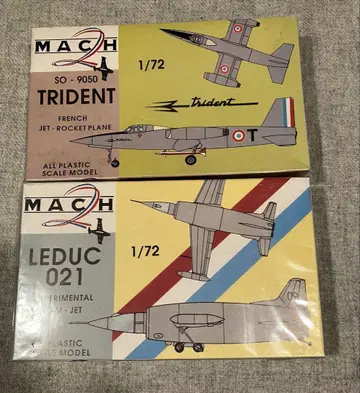 MACH 2
SO - 9050
TRIDENT
FRENCH
JET - ROCKET PLANE
ALL PLASTIC
SCALE MODEL
1/72
trident
T
MACH 2
LEDUC
021
1/72
JET
PLASTIC
MODEL